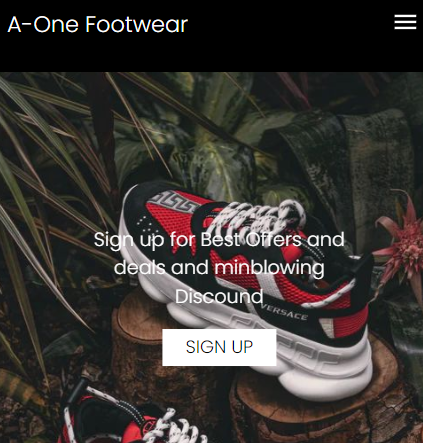 A-One Footwear
Sign up for Best Offers and
deals and minblowing
Discound
VERSACE
SIGN UP